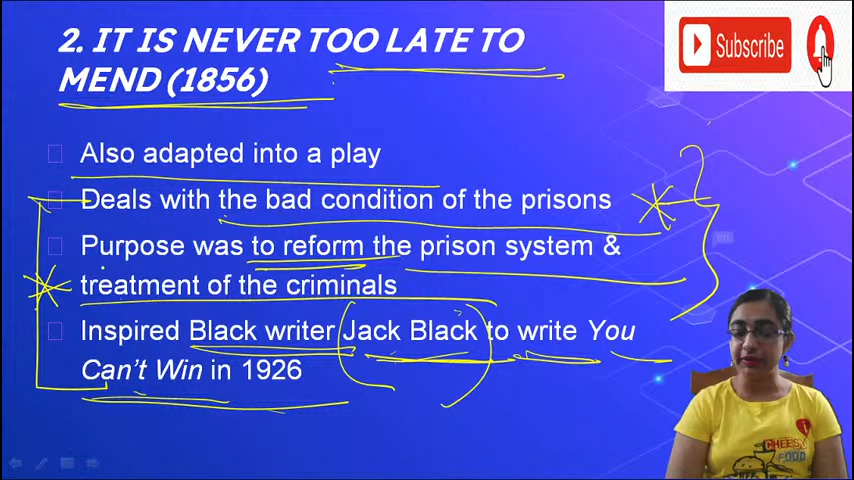 2. IT IS NEVER TOO LATE TO
MEND (1856)
Subscribe
Also adapted into a play
Deals with the bad condition of the prisons
Purpose was to reform the prison system &
treatment of the criminals
Inspired Black writer Jack Black to write You
Can't Win in 1926
CHEESY
FOOD